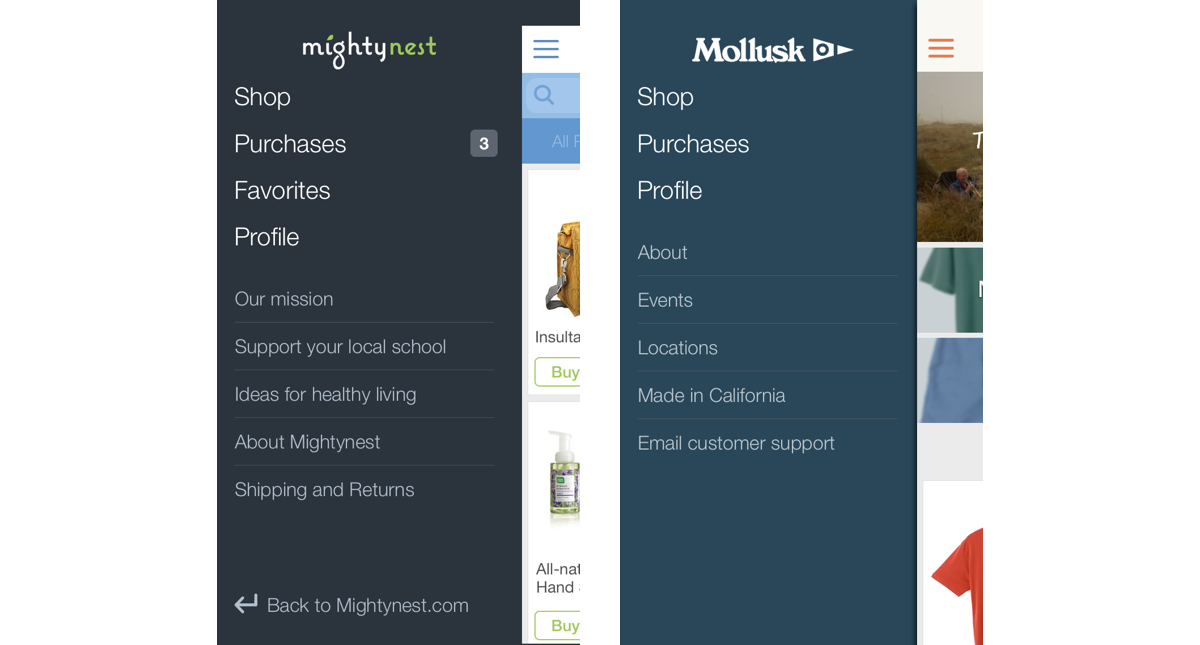 mightynest
Shop
Purchases 3
Favorites
Profile
Our mission
Support your local school
Ideas for healthy living
About Mightynest
Shipping and Returns
Back to Mightynest.com
All
Insulta
Buy
All-nat
Hand
Buy
Mollusk
Shop
Purchases
Profile
About
Events
Locations
Made in California
Email customer support